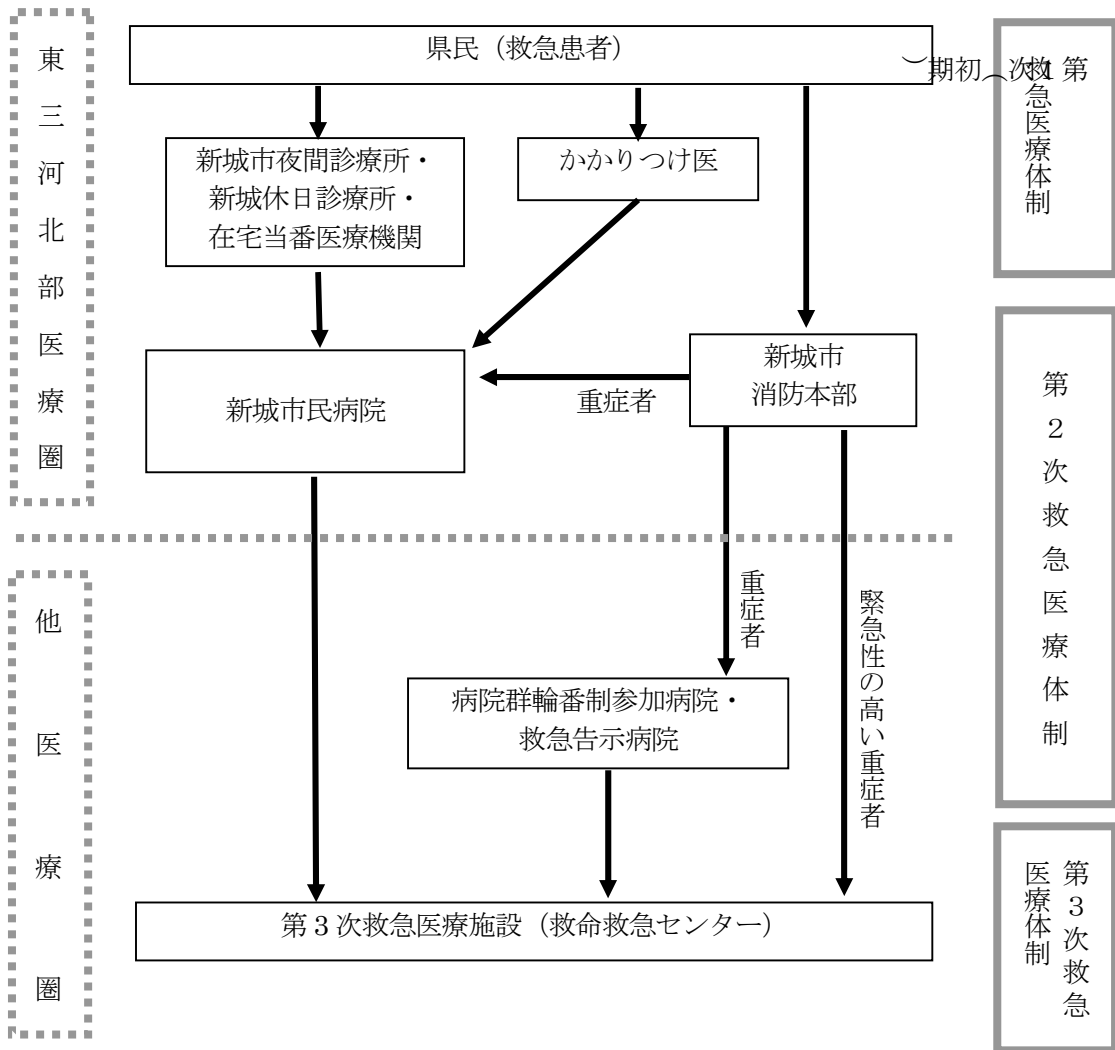 県民（救急患者）
新城市夜間診療所・
新城休日診療所・
在宅当番医療機関
かかりつけ医
新城市民病院
重症者
新城市
消防本部
重症者
緊急性の高い重症者
病院群輪番制参加病院・
救急告示病院
第３次救急医療施設（救命救急センター）
東三河北部医療圏
他医療圏
第１次（初期）
救急医療体制
第２次救急医療体制
第３次救急
医療体制